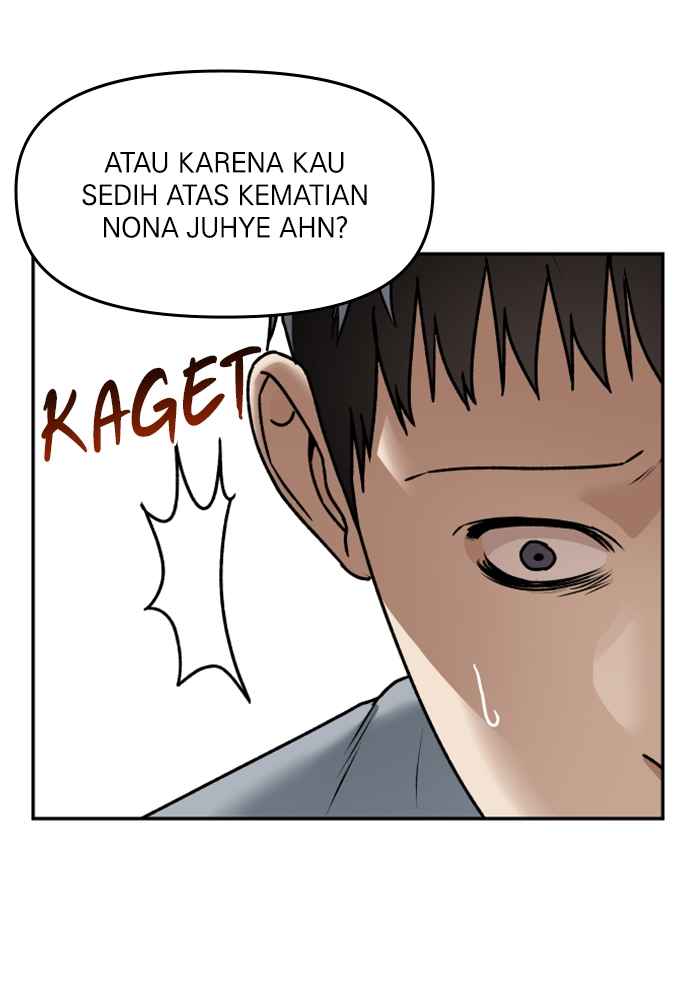 ATAU KARENA KAU
SEDIH ATAS KEMATIAN
NONA JUHYE AHN?
KAGET